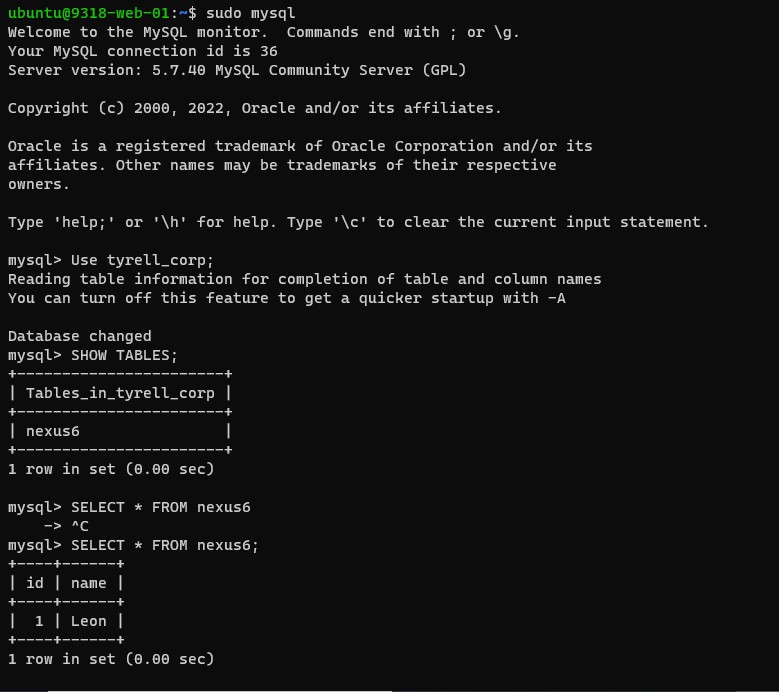 ubuntu@9318-web-01:~$ sudo mysql
Welcome to the MySQL monitor.  Commands end with ; or \g.
Your MySQL connection id is 36
Server version: 5.7.40 MySQL Community Server (GPL)

Copyright (c) 2000, 2022, Oracle and/or its affiliates.

Oracle is a registered trademark of Oracle Corporation and/or its
affiliates. Other names may be trademarks of their respective
owners.

Type 'help;' or '\h' for help. Type '\c' to clear the current input statement.

mysql> Use tyrell_corp;
Reading table information for completion of table and column names
You can turn off this feature to get a quicker startup with -A

Database changed
mysql> SHOW TABLES;
+-----------------------+
| Tables_in_tyrell_corp |
+-----------------------+
| nexus6                |
+-----------------------+
1 row in set (0.00 sec)

mysql> SELECT * FROM nexus6
    -> ^C
mysql> SELECT * FROM nexus6;
+----+------+
| id | name |
+----+------+
|  1 | Leon |
+----+------+
1 row in set (0.00 sec)